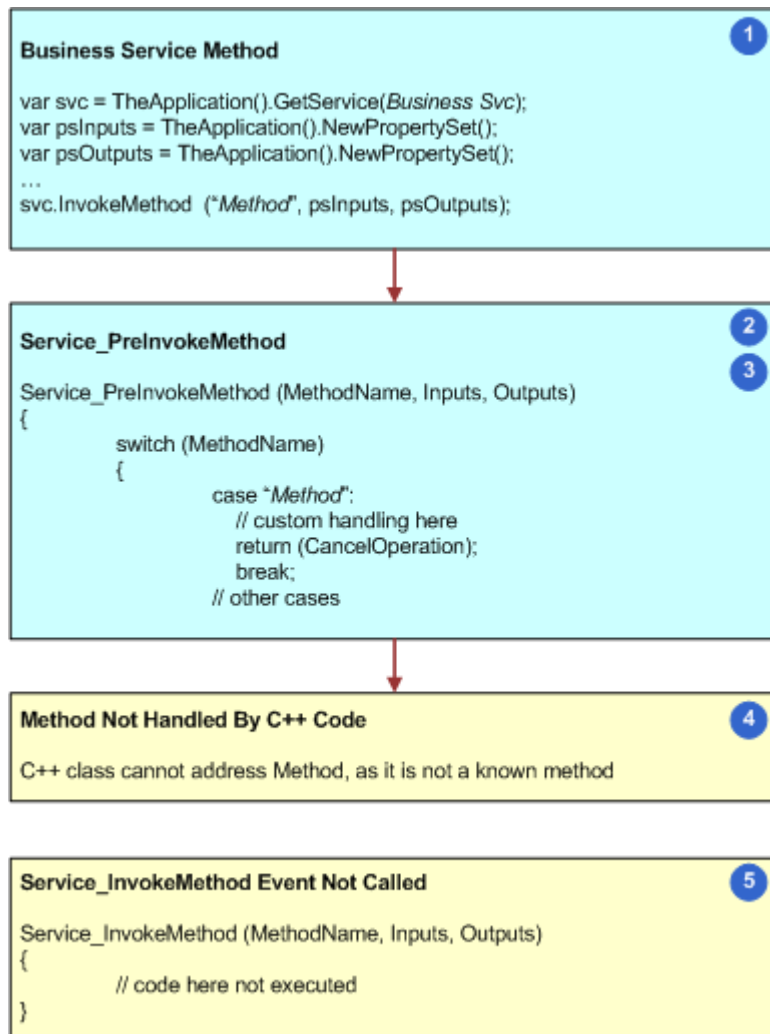 1
Business Service Method
var svc = TheApplication().GetService(Business Svc);
var psInputs = TheApplication().NewPropertySet();
var psOutputs = TheApplication().NewPropertySet();
…
svc.InvokeMethod (“Method”, psInputs, psOutputs);
2
Service_PreInvokeMethod
3
Service_PreInvokeMethod (MethodName, Inputs, Outputs)
{
switch (MethodName)
{
case “Method”:
// custom handling here
return (CancelOperation);
break;
// other cases
4
Method Not Handled By C++ Code
C++ class cannot address Method, as it is not a known method
5
Service_InvokeMethod Event Not Called
Service_InvokeMethod (MethodName, Inputs, Outputs)
{
// code here not executed
}